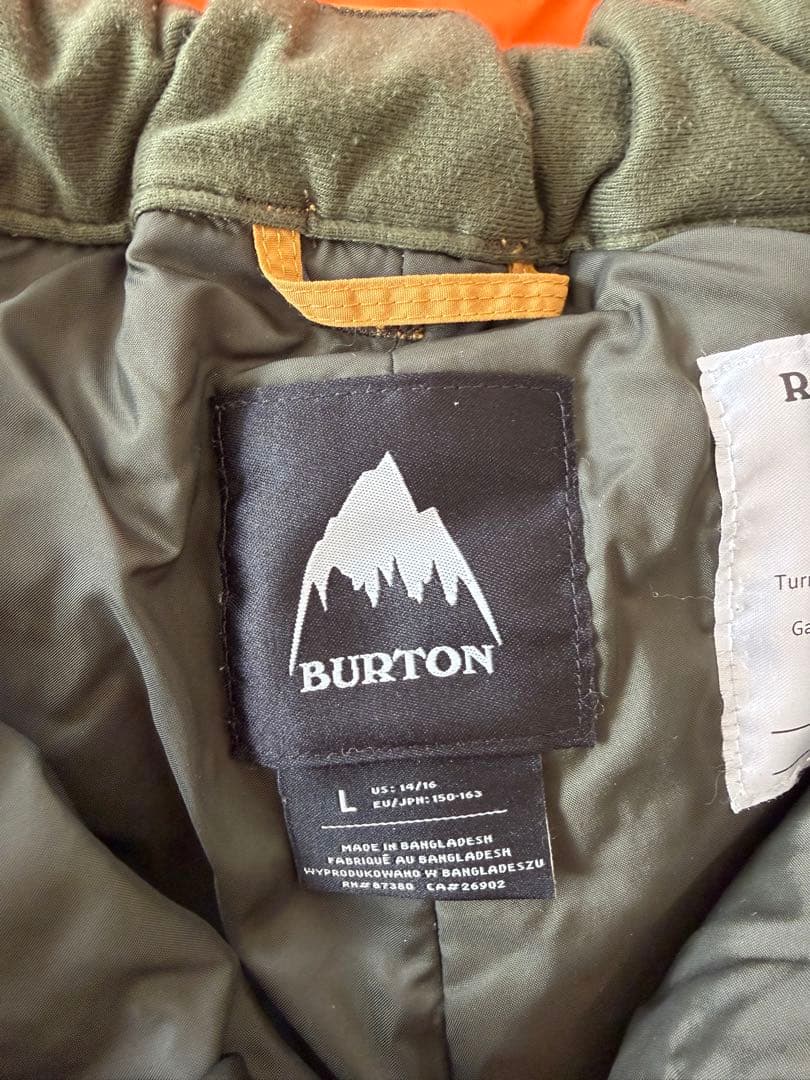 BURTON
L
US: 14/16
EU/JPN: 150-163
MADE IN BANGLADESH
FABRIQUÉ AU BANGLADESH
WYPRODUKOWANO W BANGLADESZU
RN# 87380 CA# 26902